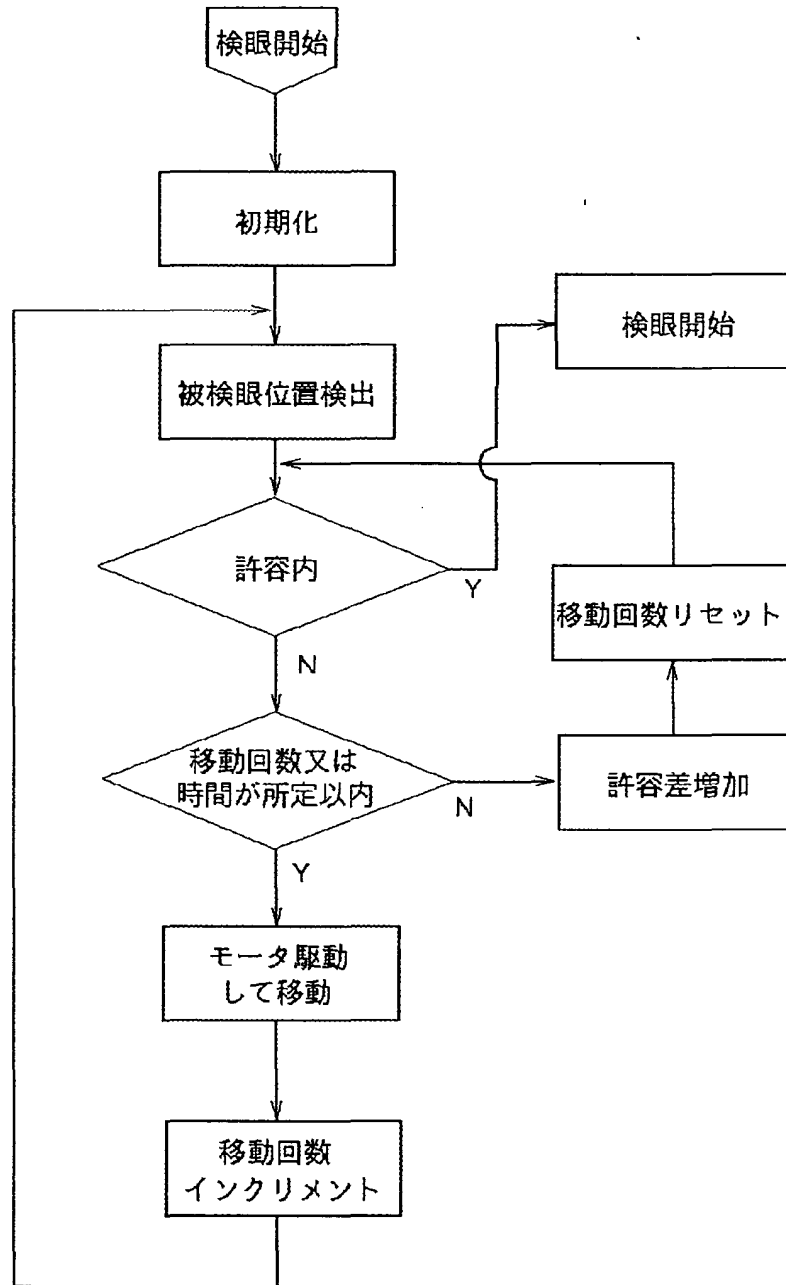 検眼開始
初期化
検眼開始
被検眼位置検出
許容内
Y
移動回数リセット
N
移動回数又は
時間が所定以内
N
許容差増加
Y
モータ駆動
して移動
移動回数
インクリメント